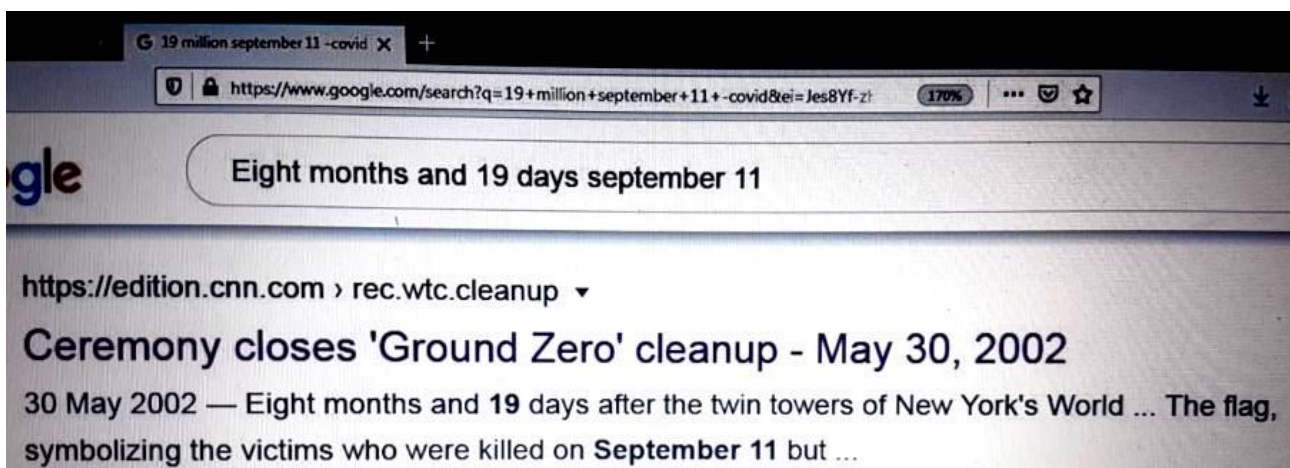 G 19 million september 11 -covid X +
https://www.google.com/search?q=19+million+september+11+-covid&ei=Jes8Yf-zh 170% ...
gle Eight months and 19 days september 11
https://edition.cnn.com › rec.wtc.cleanup
Ceremony closes 'Ground Zero' cleanup - May 30, 2002
30 May 2002 — Eight months and 19 days after the twin towers of New York's World ... The flag,
symbolizing the victims who were killed on September 11 but ...